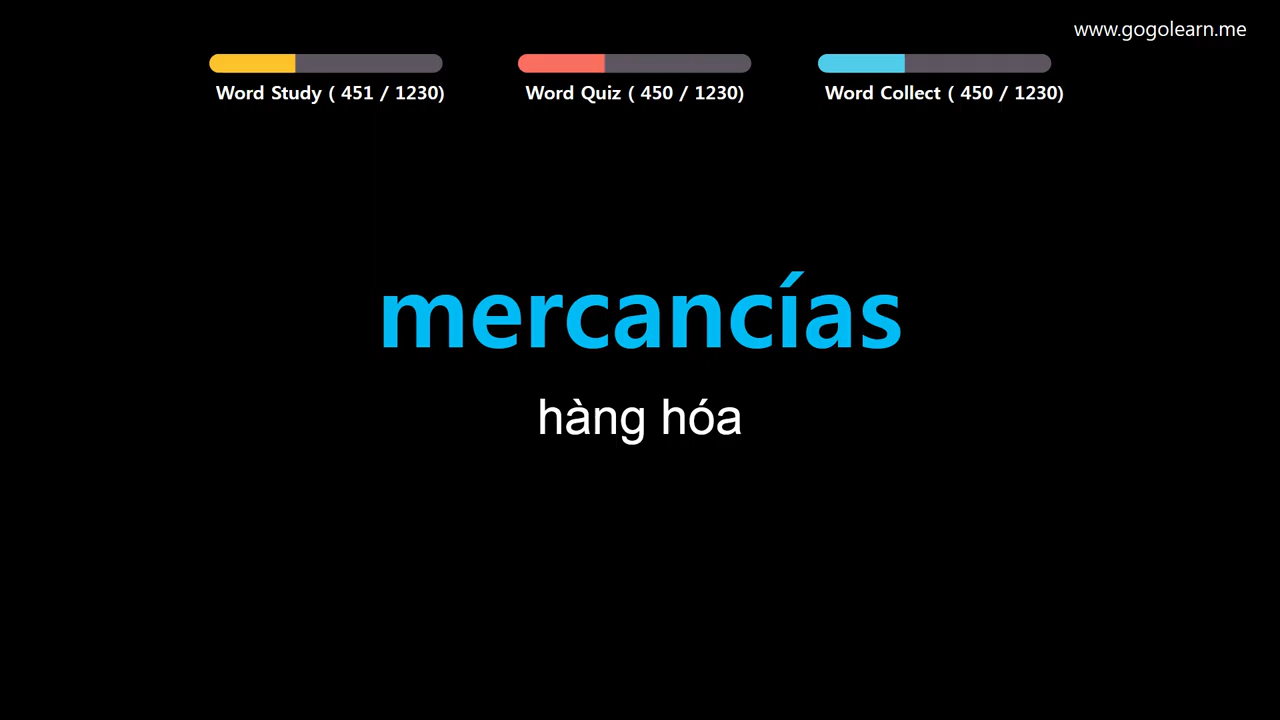 www.gogolearn.me
Word Study ( 451 / 1230)
Word Quiz ( 450 / 1230)
Word Collect ( 450 / 1230)
mercancías
hàng hóa